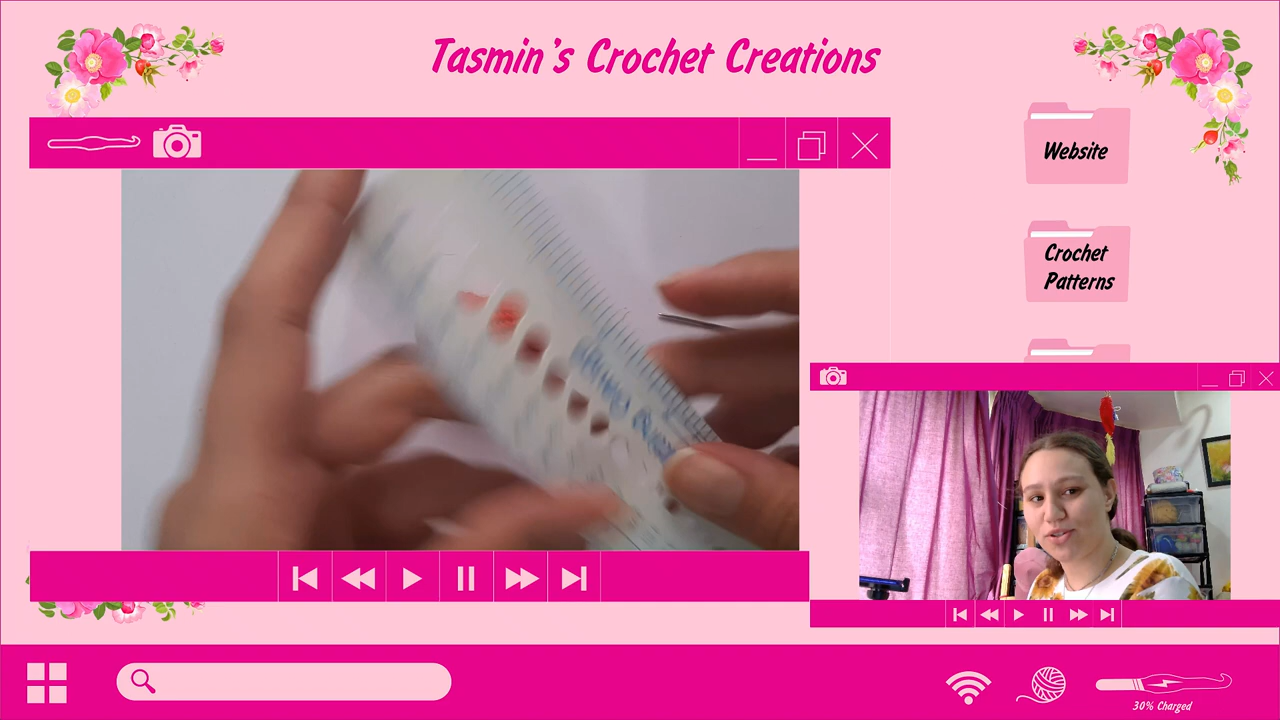 Tasmin's Crochet Creations
Website
Crochet
Patterns
30% Charged